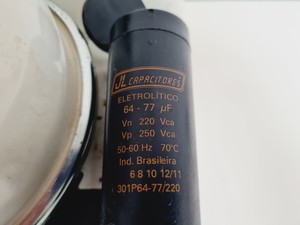 JL CAPACITORES
ELETROLÍTICO
64 - 77 µF
Vn 220 Vca
Vp 250 Vca
50-60 Hz 70°C
Ind. Brasileira
6 8 10 12/11
301P64-77/220